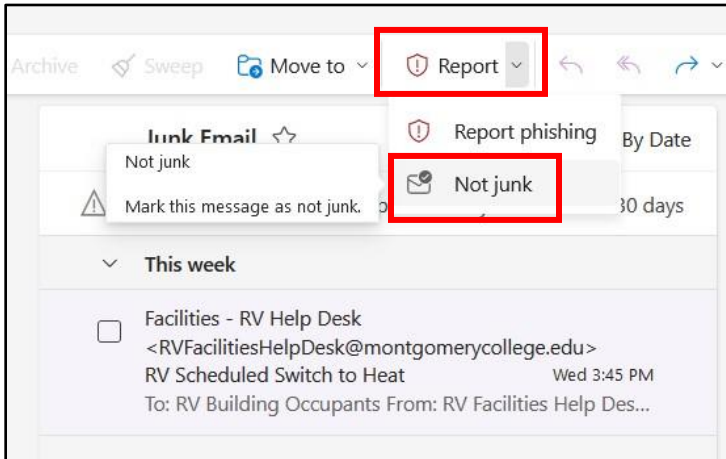 Archive Sweep Move to Report
Junk Email
Report phishing
By Date
Not junk
Mark this message as not junk.
Not junk
30 days
This week
Facilities - RV Help Desk
<RVFacilitiesHelpDesk@montgomerycollege.edu>
RV Scheduled Switch to Heat Wed 3:45 PM
To: RV Building Occupants From: RV Facilities Help Des...